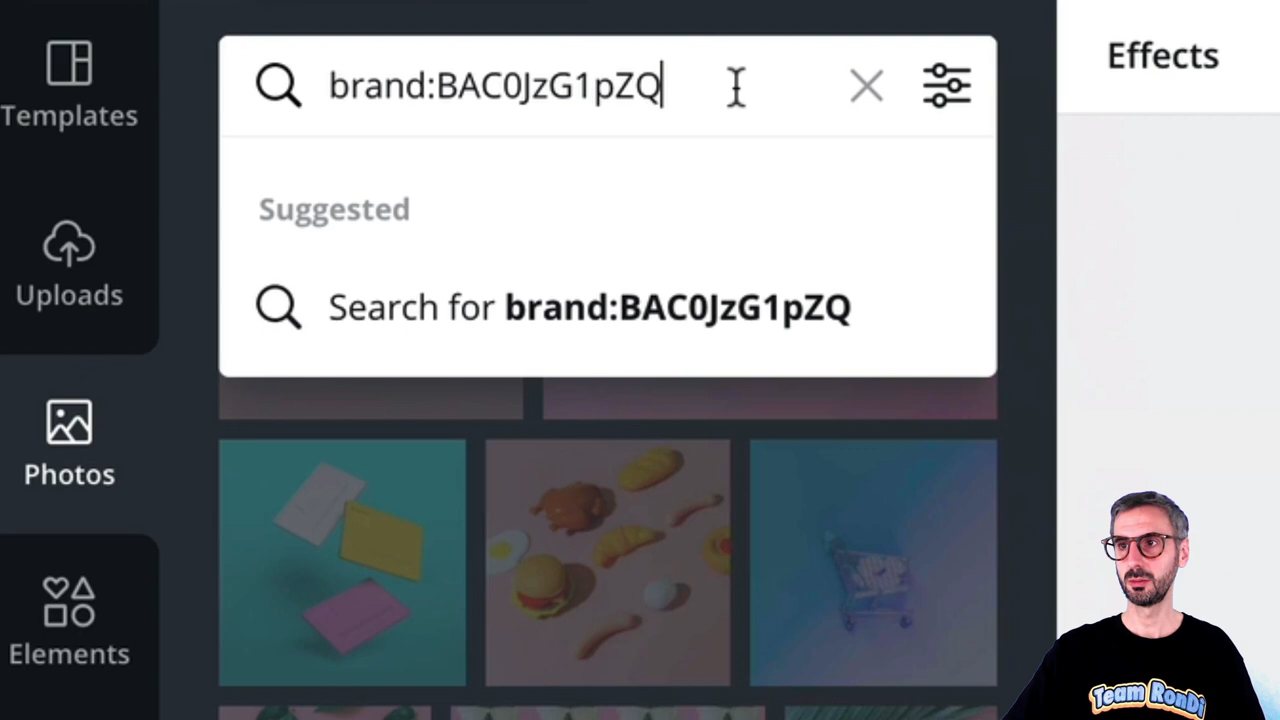 Templates
Uploads
Photos
Elements
brand:BAC0JzG1pZQ
Suggested
Search for brand:BAC0JzG1pZQ
Effects
Team RonDi